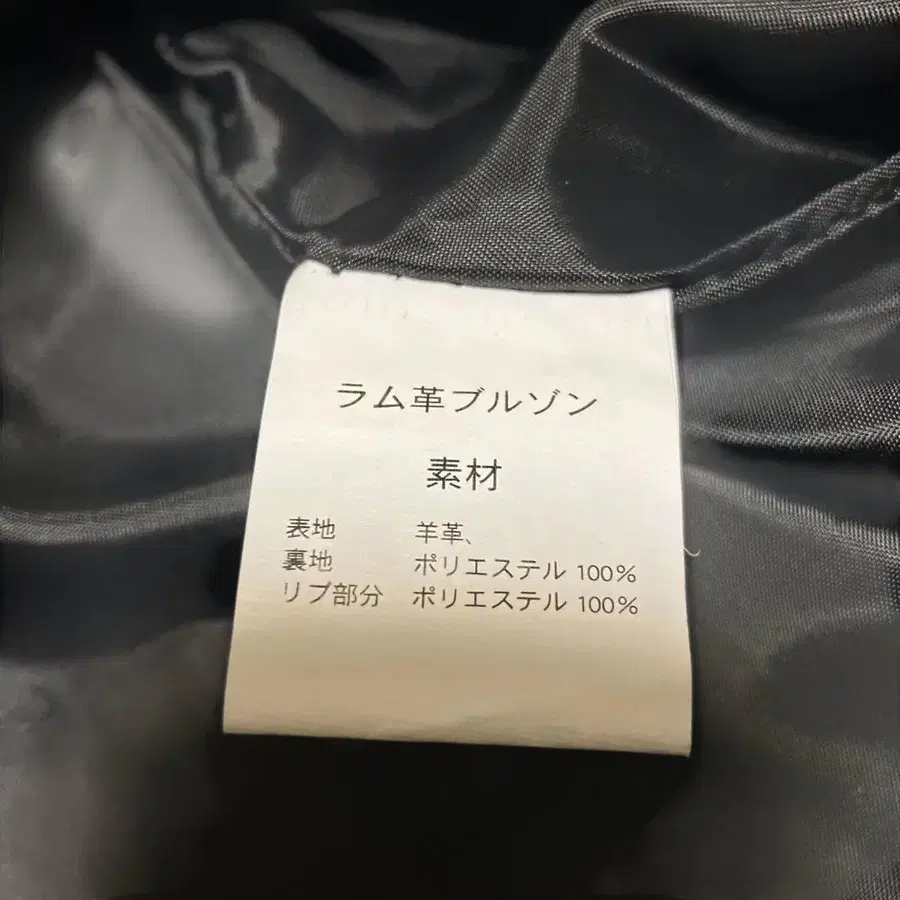 ラム革ブルゾン
素材
表地 羊革、
裏地 ポリエステル 100%
リブ部分 ポリエステル 100%